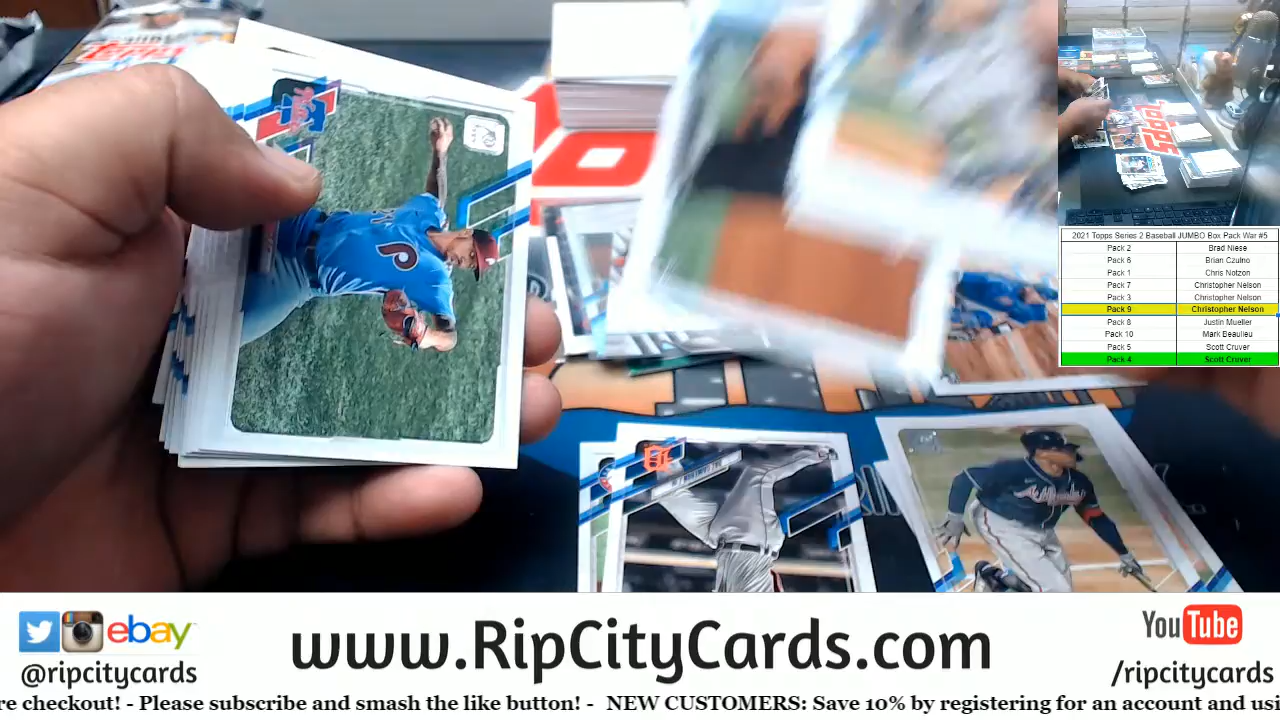 2021 Topps Series 2 Baseball JUMBO Box Pack War #5
Pack 2 Brad Niese
Pack 6 Brian Czulno
Pack 1 Chris Notzon
Pack 7 Christopher Nelson
Pack 3 Christopher Nelson
Pack 9 Christopher Nelson
Pack 8 Justin Mueller
Pack 10 Mark Beaulieu
Pack 5 Scott Cruver
Pack 4 Scott Cruver
topps
ebay
@ripcitycards
www.RipCityCards.com
YouTube
/ripcitycards
re checkout! - Please subscribe and smash the like button! - NEW CUSTOMERS: Save 10% by registering for an account and usi